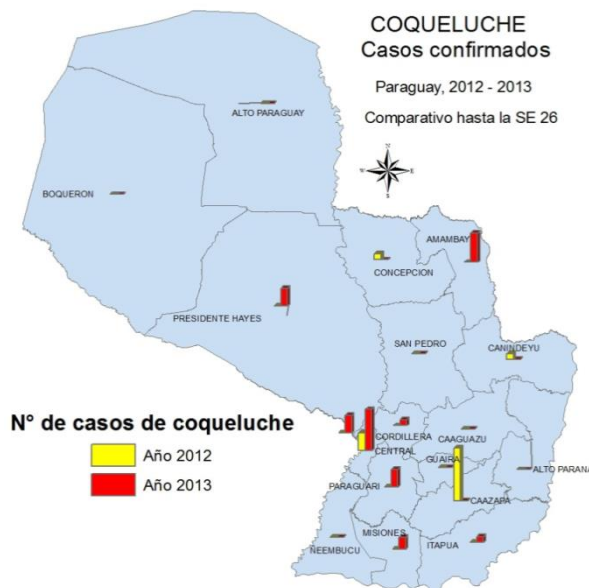 COQUELUCHE
Casos confirmados
Paraguay, 2012 - 2013
Comparativo hasta la SE 26
N
W E
S
ALTO PARAGUAY
BOQUERON
AMAMBAY
CONCEPCION
PRESIDENTE HAYES
SAN PEDRO
CANINDEYU
N° de casos de coqueluche
Año 2012
Año 2013
CORDILLERA
CAAGUAZU
CENTRAL
GUAIRA
ALTO PARANA
PARAGUARI
CAAZAPA
MISIONES
ITAPUA
ÑEEMBUCU